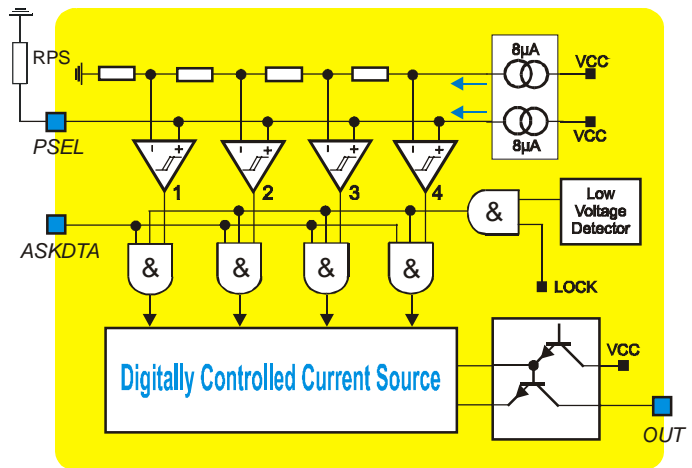 RPS
8µA
VCC
VCC
8µA
PSEL
- + - + - + - +
1 2 3 4
&
Low
Voltage
Detector
ASKDTA
& & & &
LOCK
Digitally Controlled Current Source
VCC
OUT